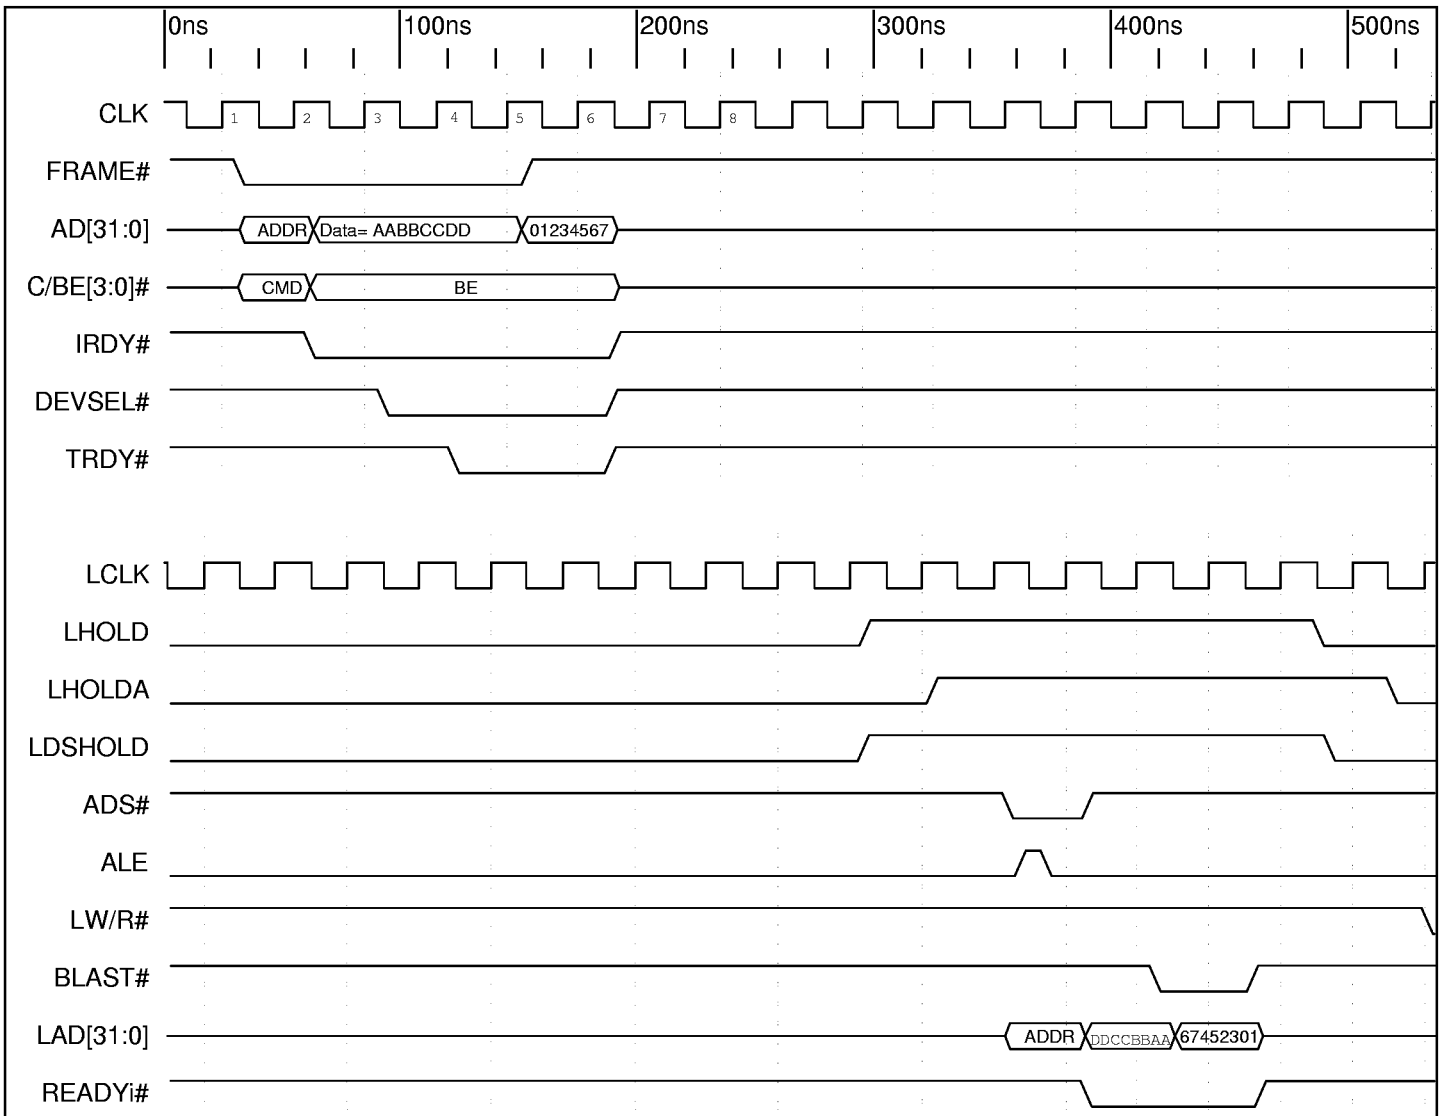 0ns 100ns 200ns 300ns 400ns 500ns
CLK 1 2 3 4 5 6 7 8
FRAME#
AD[31:0] ADDR Data= AABBCCDD 01234567
C/BE[3:0]# CMD BE
IRDY#
DEVSEL#
TRDY#
LCLK
LHOLD
LHOLDA
LDSHOLD
ADS#
ALE
LW/R#
BLAST#
LAD[31:0] ADDR DDCCBBAA 67452301
READYi#